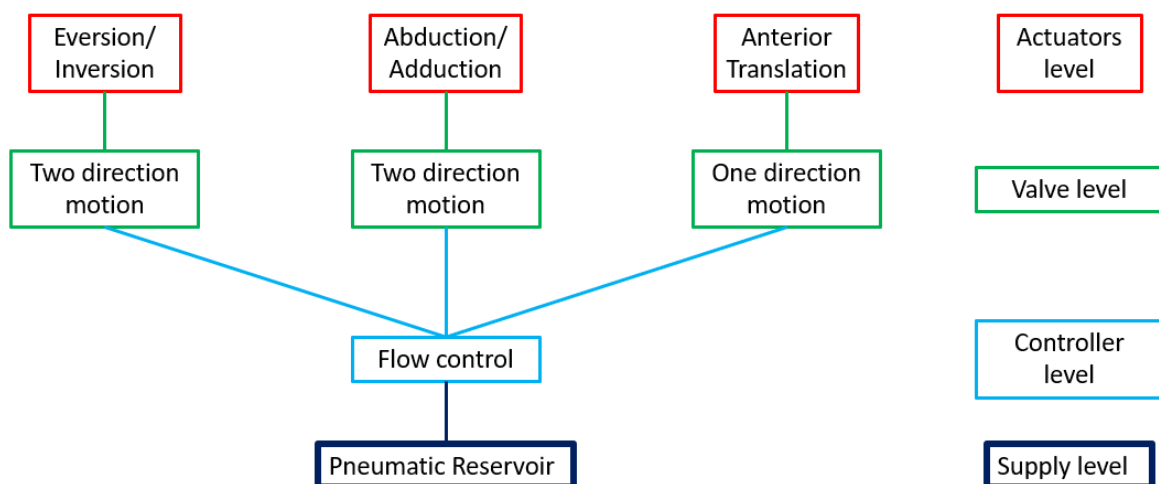 Eversion/
Inversion
Abduction/
Adduction
Anterior
Translation
Actuators
level
Two direction
motion
Two direction
motion
One direction
motion
Valve level
Flow control
Controller
level
Pneumatic Reservoir
Supply level